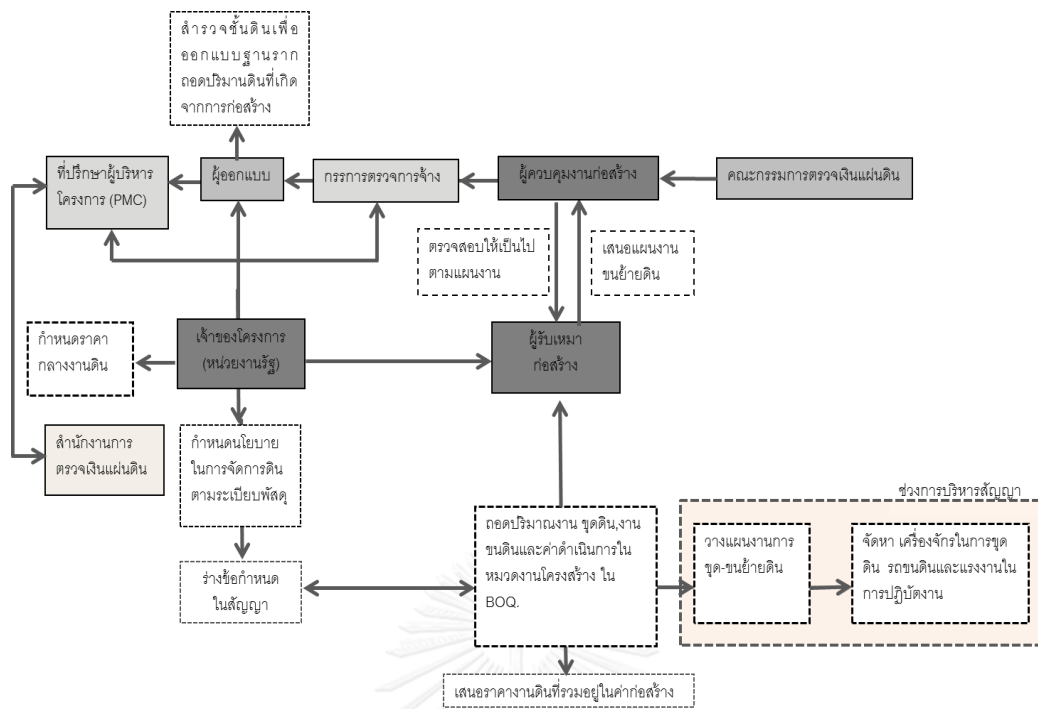 สำรวจชั้นดินเพื่อ
ออกแบบฐานราก
ถอดปริมานดินที่เกิด
จากการก่อสร้าง
ที่ปรึกษาผู้บริหาร
โครงการ (PMC)
ผุ้ออกแบบ
กรรการตรวจการจ้าง
ผู้ควบคุมงานก่อสร้าง
คณะกรรมการตรวจเงินแผ่นดิน
ตรวจสอบให้เป็นไป
ตามแผนงาน
เสนอแผนงาน
ขนย้ายดิน
กำหนดราคา
กลางงานดิน
เจ้าของโครงการ
(หน่วยงานรัฐ)
ผู้รับเหมา
ก่อสร้าง
สำนักงานการ
ตรวจเงินแผ่นดิน
กำหนดนโยบาย
ในการจัดการดิน
ตามระเบียบพัสดุ
ช่วงการบริหารสัญญา
ถอดปริมาณงาน ขุดดิน,งาน
ขนดินและค่าดำเนินการใน
หมวดงานโครงสร้าง ใน
BOQ.
วางแผนงานการ
ขุด-ขนย้ายดิน
จัดหา เครื่องจักรในการขุด
ดิน รถขนดินและแรงงานใน
การปฏิบัตงาน
ร่างข้อกำหนด
ในสัญญา
เสนอราคางานดินที่รวมอยู่ในค่าก่อสร้าง